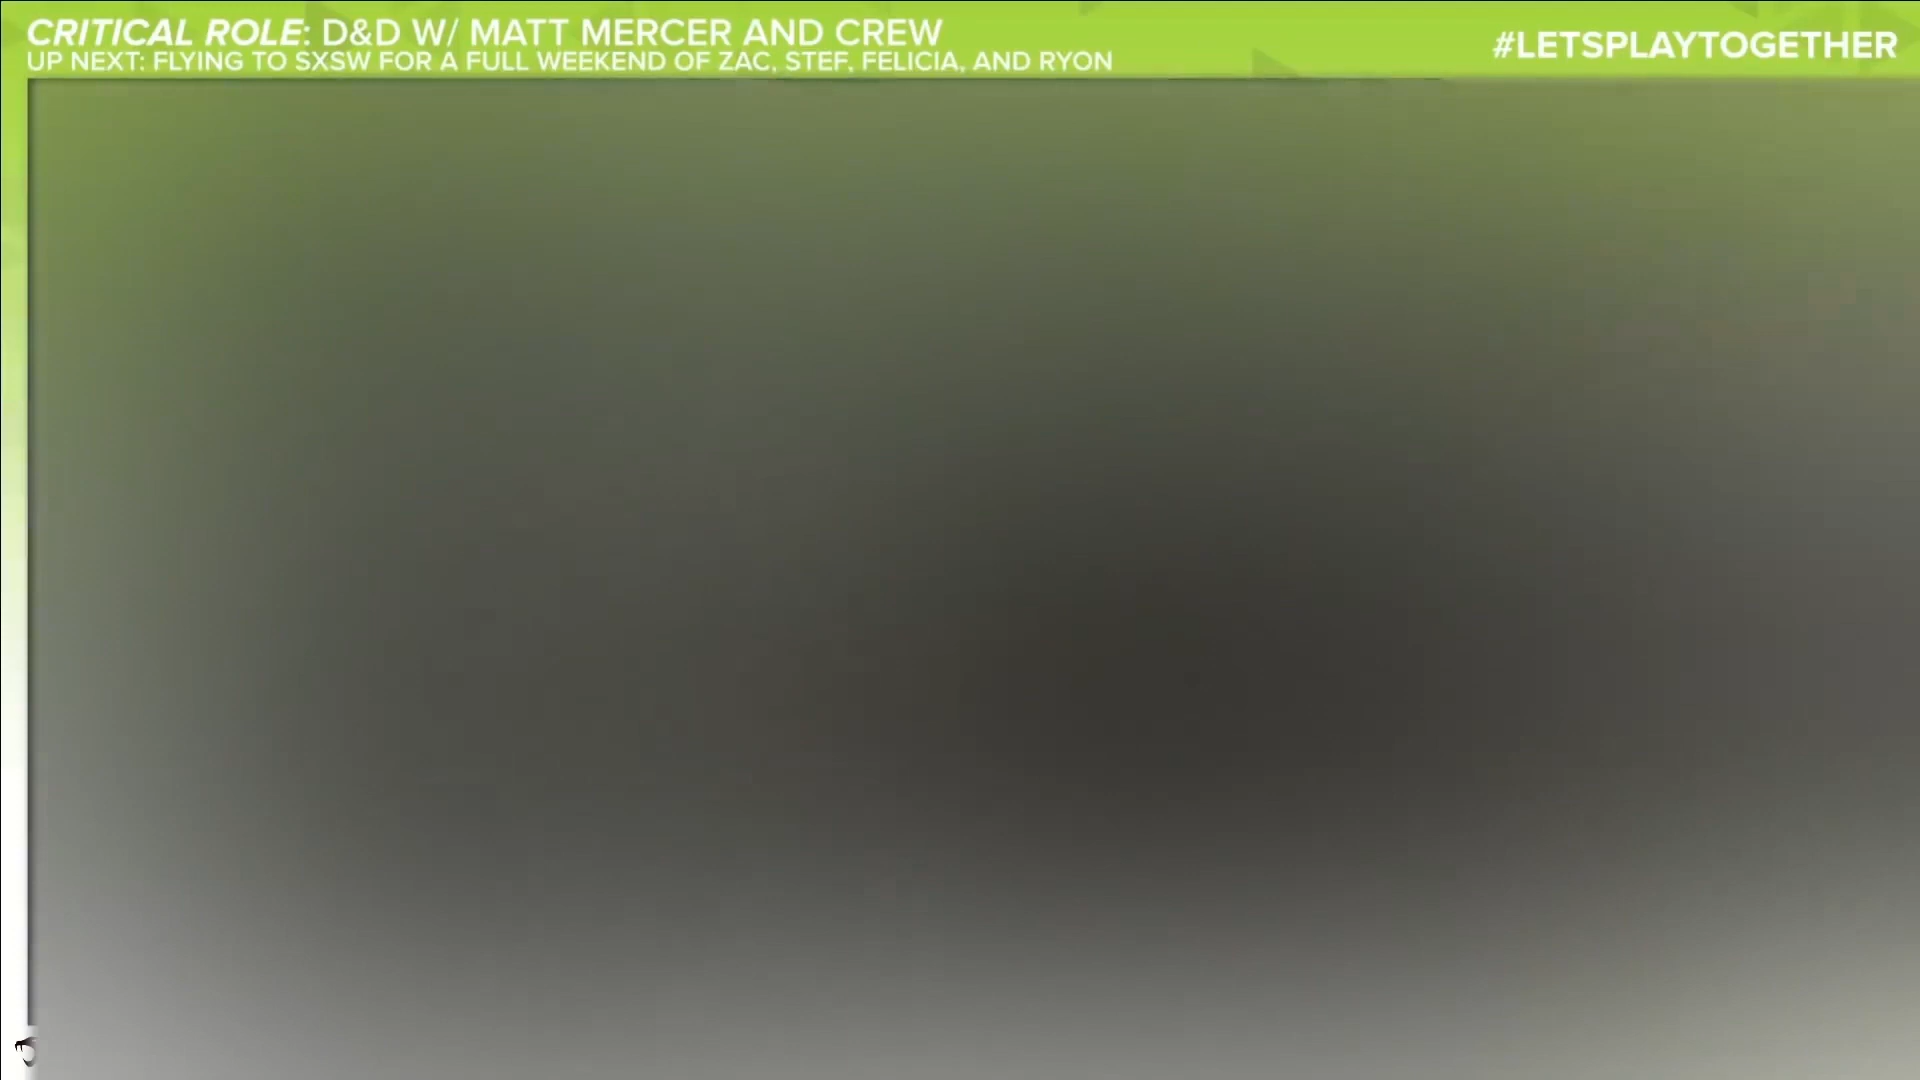 CRITICAL ROLE: D&D W/ MATT MERCER AND CREW
UP NEXT: FLYING TO SXSW FOR A FULL WEEKEND OF ZAC, STEF, FELICIA, AND RYON
#LETSPLAYTOGETHER